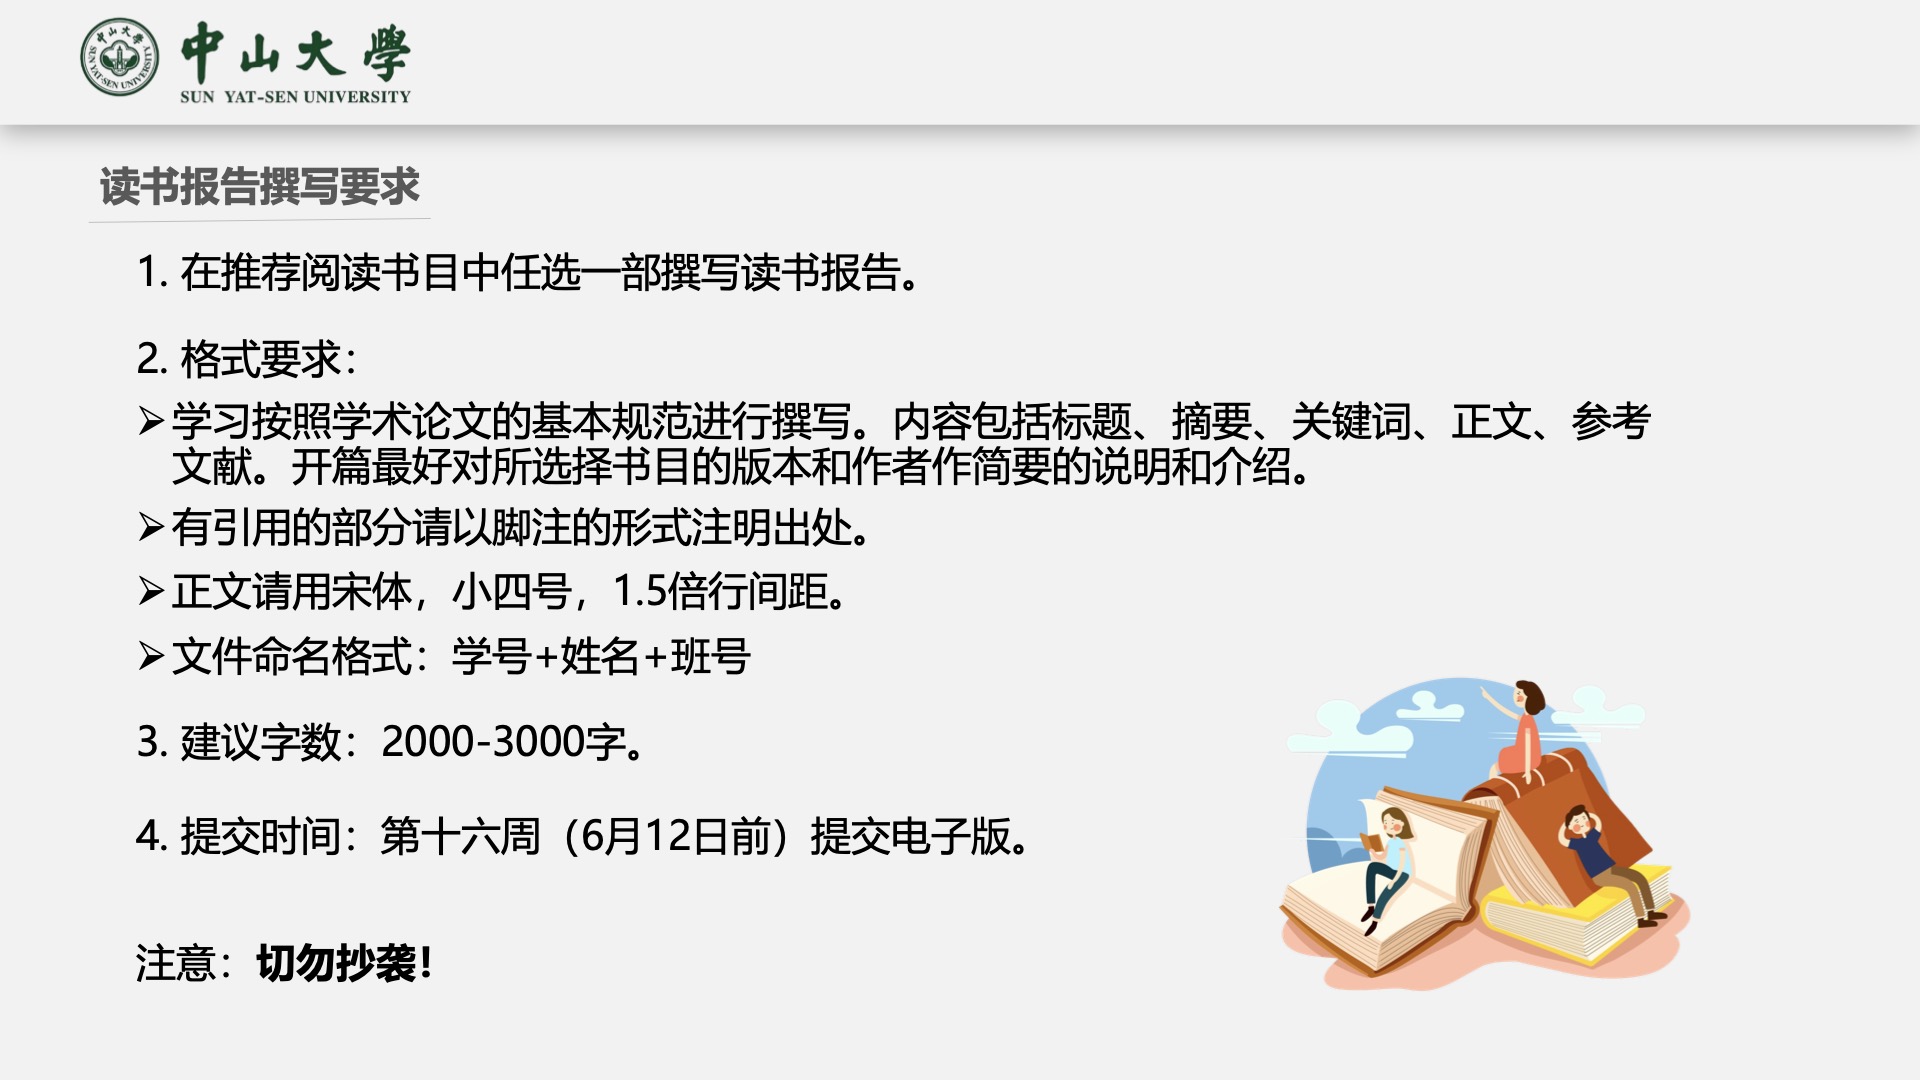 中山大學
SUN YAT-SEN UNIVERSITY
中山大學
SUN YAT-SEN UNIVERSITY
读书报告撰写要求
1. 在推荐阅读书目中任选一部撰写读书报告。
2. 格式要求：
➢学习按照学术论文的基本规范进行撰写。内容包括标题、摘要、关键词、正文、参考
文献。开篇最好对所选择书目的版本和作者作简要的说明和介绍。
➢有引用的部分请以脚注的形式注明出处。
➢正文请用宋体，小四号，1.5倍行间距。
➢文件命名格式：学号+姓名+班号
3. 建议字数：2000-3000字。
4. 提交时间：第十六周（6月12日前）提交电子版。
注意：切勿抄袭！